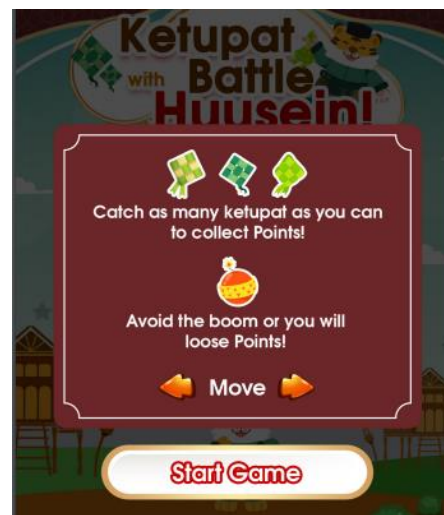 Ketupat
with Battle
Huusein!
Catch as many ketupat as you can
to collect Points!
Avoid the boom or you will
loose Points!
Move
Start Game